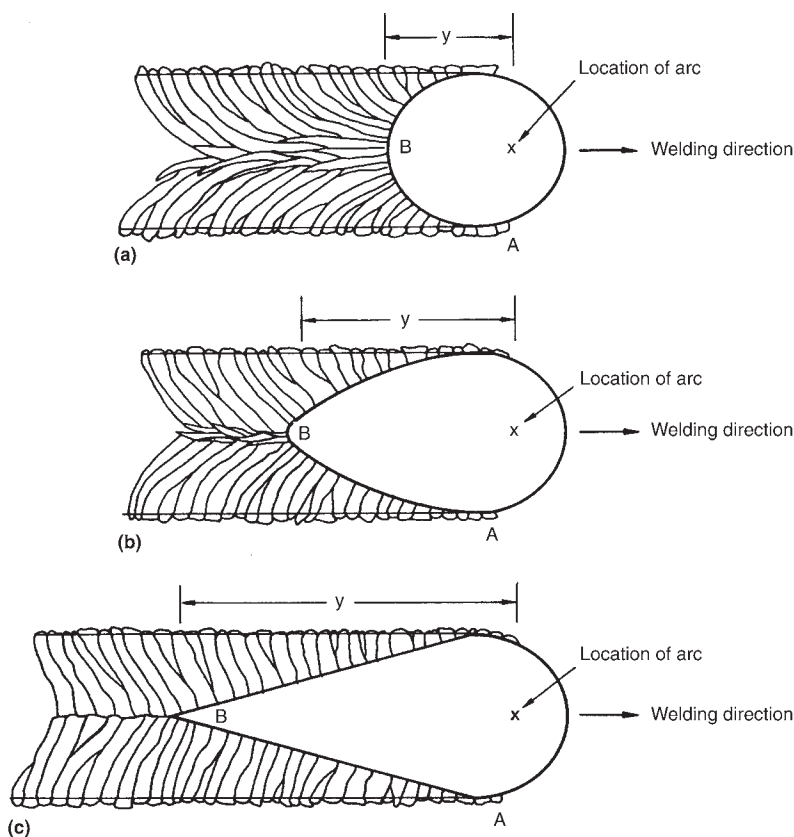 y
Location of arc
B
x
Welding direction
A
(a)
y
Location of arc
B
x
Welding direction
A
(b)
y
Location of arc
B
x
Welding direction
A
(c)